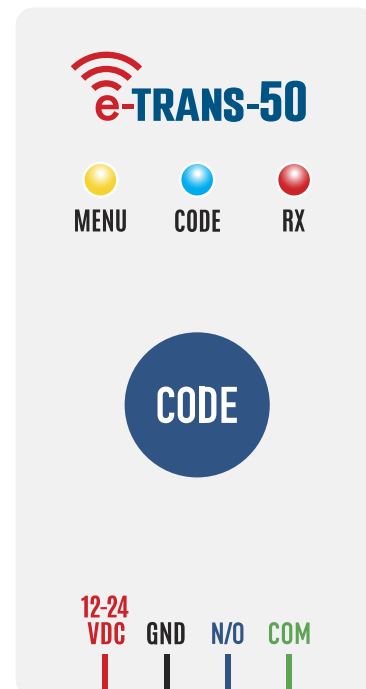 e-TRANS-50
MENU CODE RX
CODE
12-24
VDC GND N/O COM